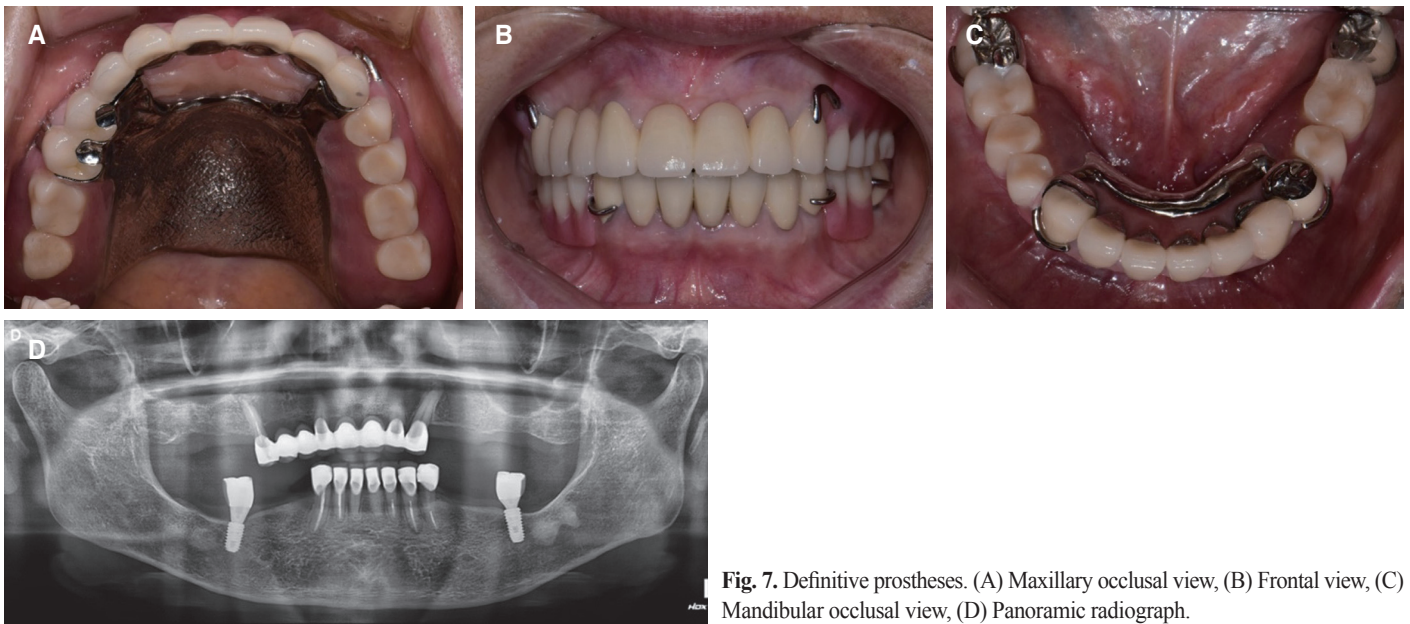 A
B
C
D
D
Fig. 7. Definitive prostheses. (A) Maxillary occlusal view, (B) Frontal view, (C)
Mandibular occlusal view, (D) Panoramic radiograph.